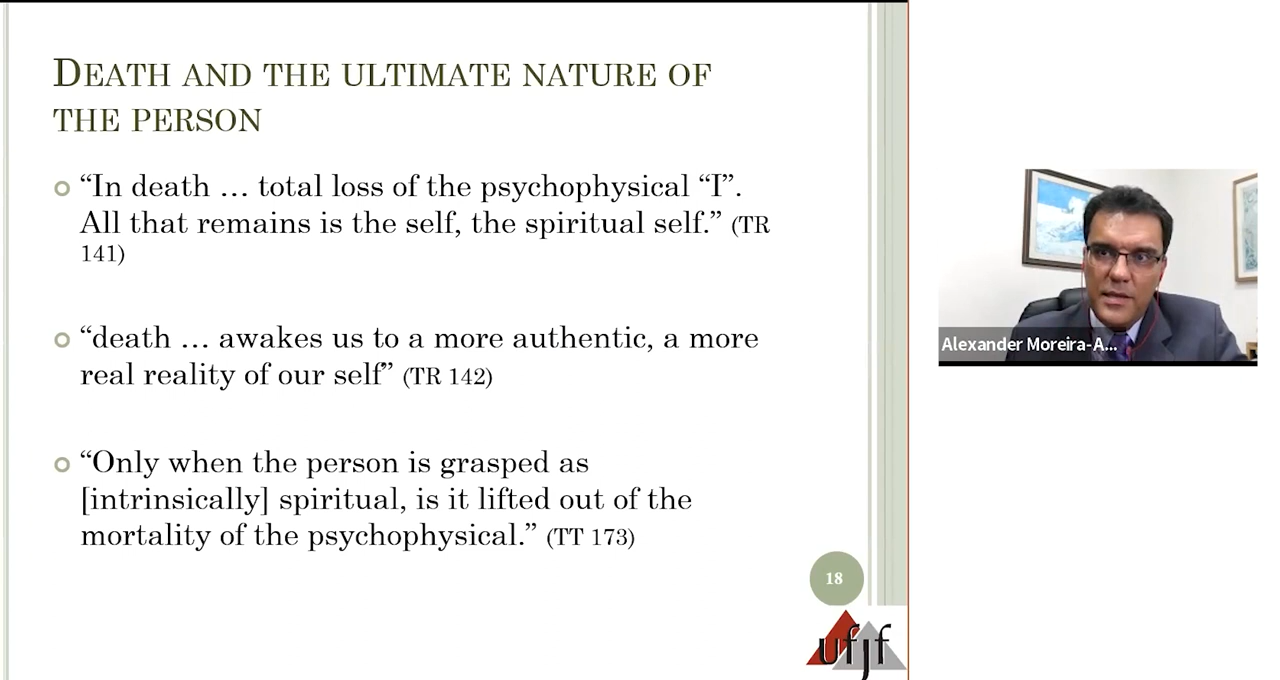 DEATH AND THE ULTIMATE NATURE OF
THE PERSON
“In death … total loss of the psychophysical “I”.
All that remains is the self, the spiritual self.” (TR
141)
“death … awakes us to a more authentic, a more
real reality of our self” (TR 142)
“Only when the person is grasped as
[intrinsically] spiritual, is it lifted out of the
mortality of the psychophysical.” (TT 173)
18
ufjf
Alexander Moreira-A...